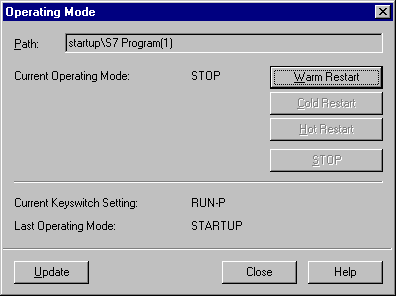 Operating Mode
Path: startup\S7 Program(1)
Current Operating Mode: STOP
Warm Restart
Cold Restart
Hot Restart
STOP
Current Keyswitch Setting: RUN-P
Last Operating Mode: STARTUP
Update Close Help